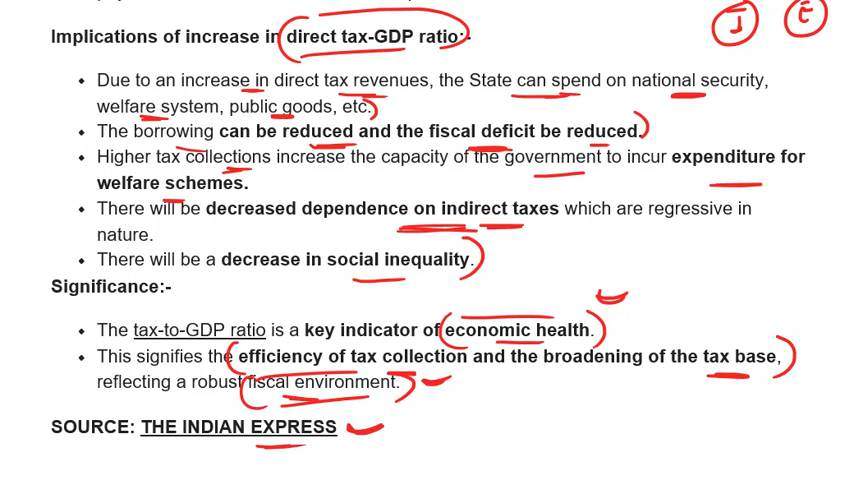 Implications of increase in direct tax-GDP ratio:-
• Due to an increase in direct tax revenues, the State can spend on national security,
welfare system, public goods, etc.
• The borrowing can be reduced and the fiscal deficit be reduced.
• Higher tax collections increase the capacity of the government to incur expenditure for
welfare schemes.
• There will be decreased dependence on indirect taxes which are regressive in
nature.
• There will be a decrease in social inequality.
Significance:-
• The tax-to-GDP ratio is a key indicator of economic health.
• This signifies the efficiency of tax collection and the broadening of the tax base,
reflecting a robust fiscal environment.
SOURCE: THE INDIAN EXPRESS